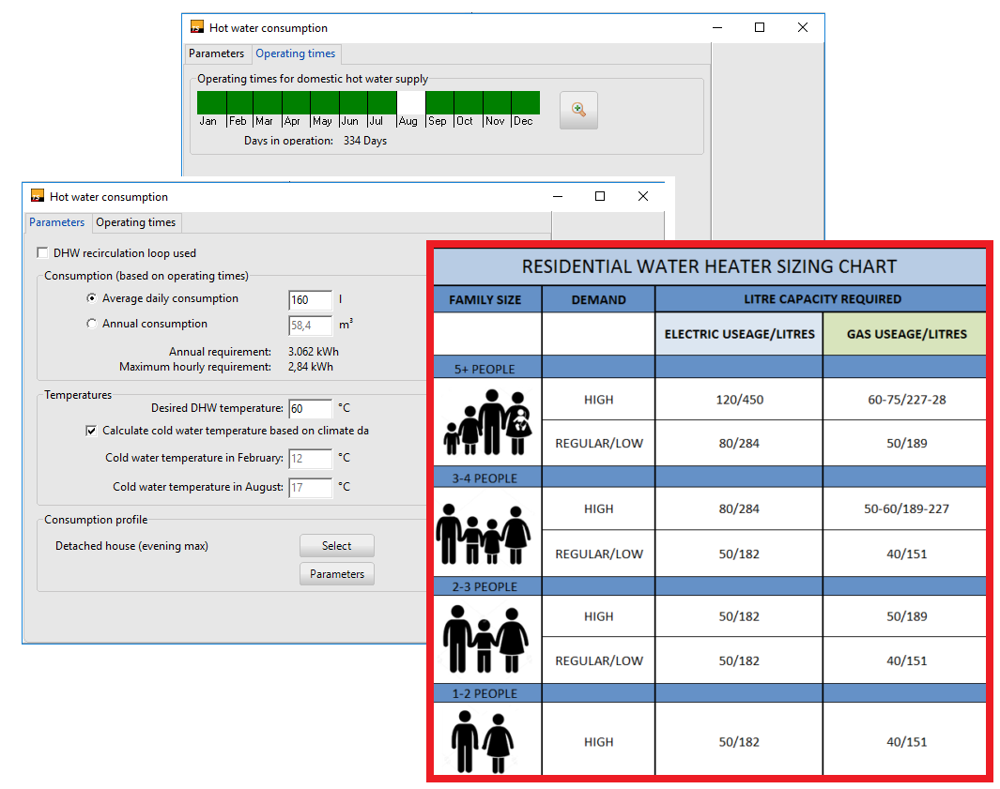 Hot water consumption
Parameters Operating times
Operating times for domestic hot water supply
Jan Feb Mar Apr May Jun Jul Aug Sep Oct Nov Dec
Days in operation: 334 Days
Hot water consumption
Parameters Operating times
DHW recirculation loop used
Consumption (based on operating times)
Average daily consumption 160 l
Annual consumption 58,4 m³
Annual requirement: 3.062 kWh
Maximum hourly requirement: 2,84 kWh
Temperatures
Desired DHW temperature: 60 °C
Calculate cold water temperature based on climate da
Cold water temperature in February: 12 °C
Cold water temperature in August: 17 °C
Consumption profile
Detached house (evening max) Select
Parameters
RESIDENTIAL WATER HEATER SIZING CHART
FAMILY SIZE DEMAND LITRE CAPACITY REQUIRED
ELECTRIC USEAGE/LITRES GAS USEAGE/LITRES
5+ PEOPLE
HIGH 120/450 60-75/227-28
REGULAR/LOW 80/284 50/189
3-4 PEOPLE
HIGH 80/284 50-60/189-227
REGULAR/LOW 50/182 40/151
2-3 PEOPLE
HIGH 50/182 50/189
REGULAR/LOW 50/182 40/151
1-2 PEOPLE
HIGH 50/182 40/151